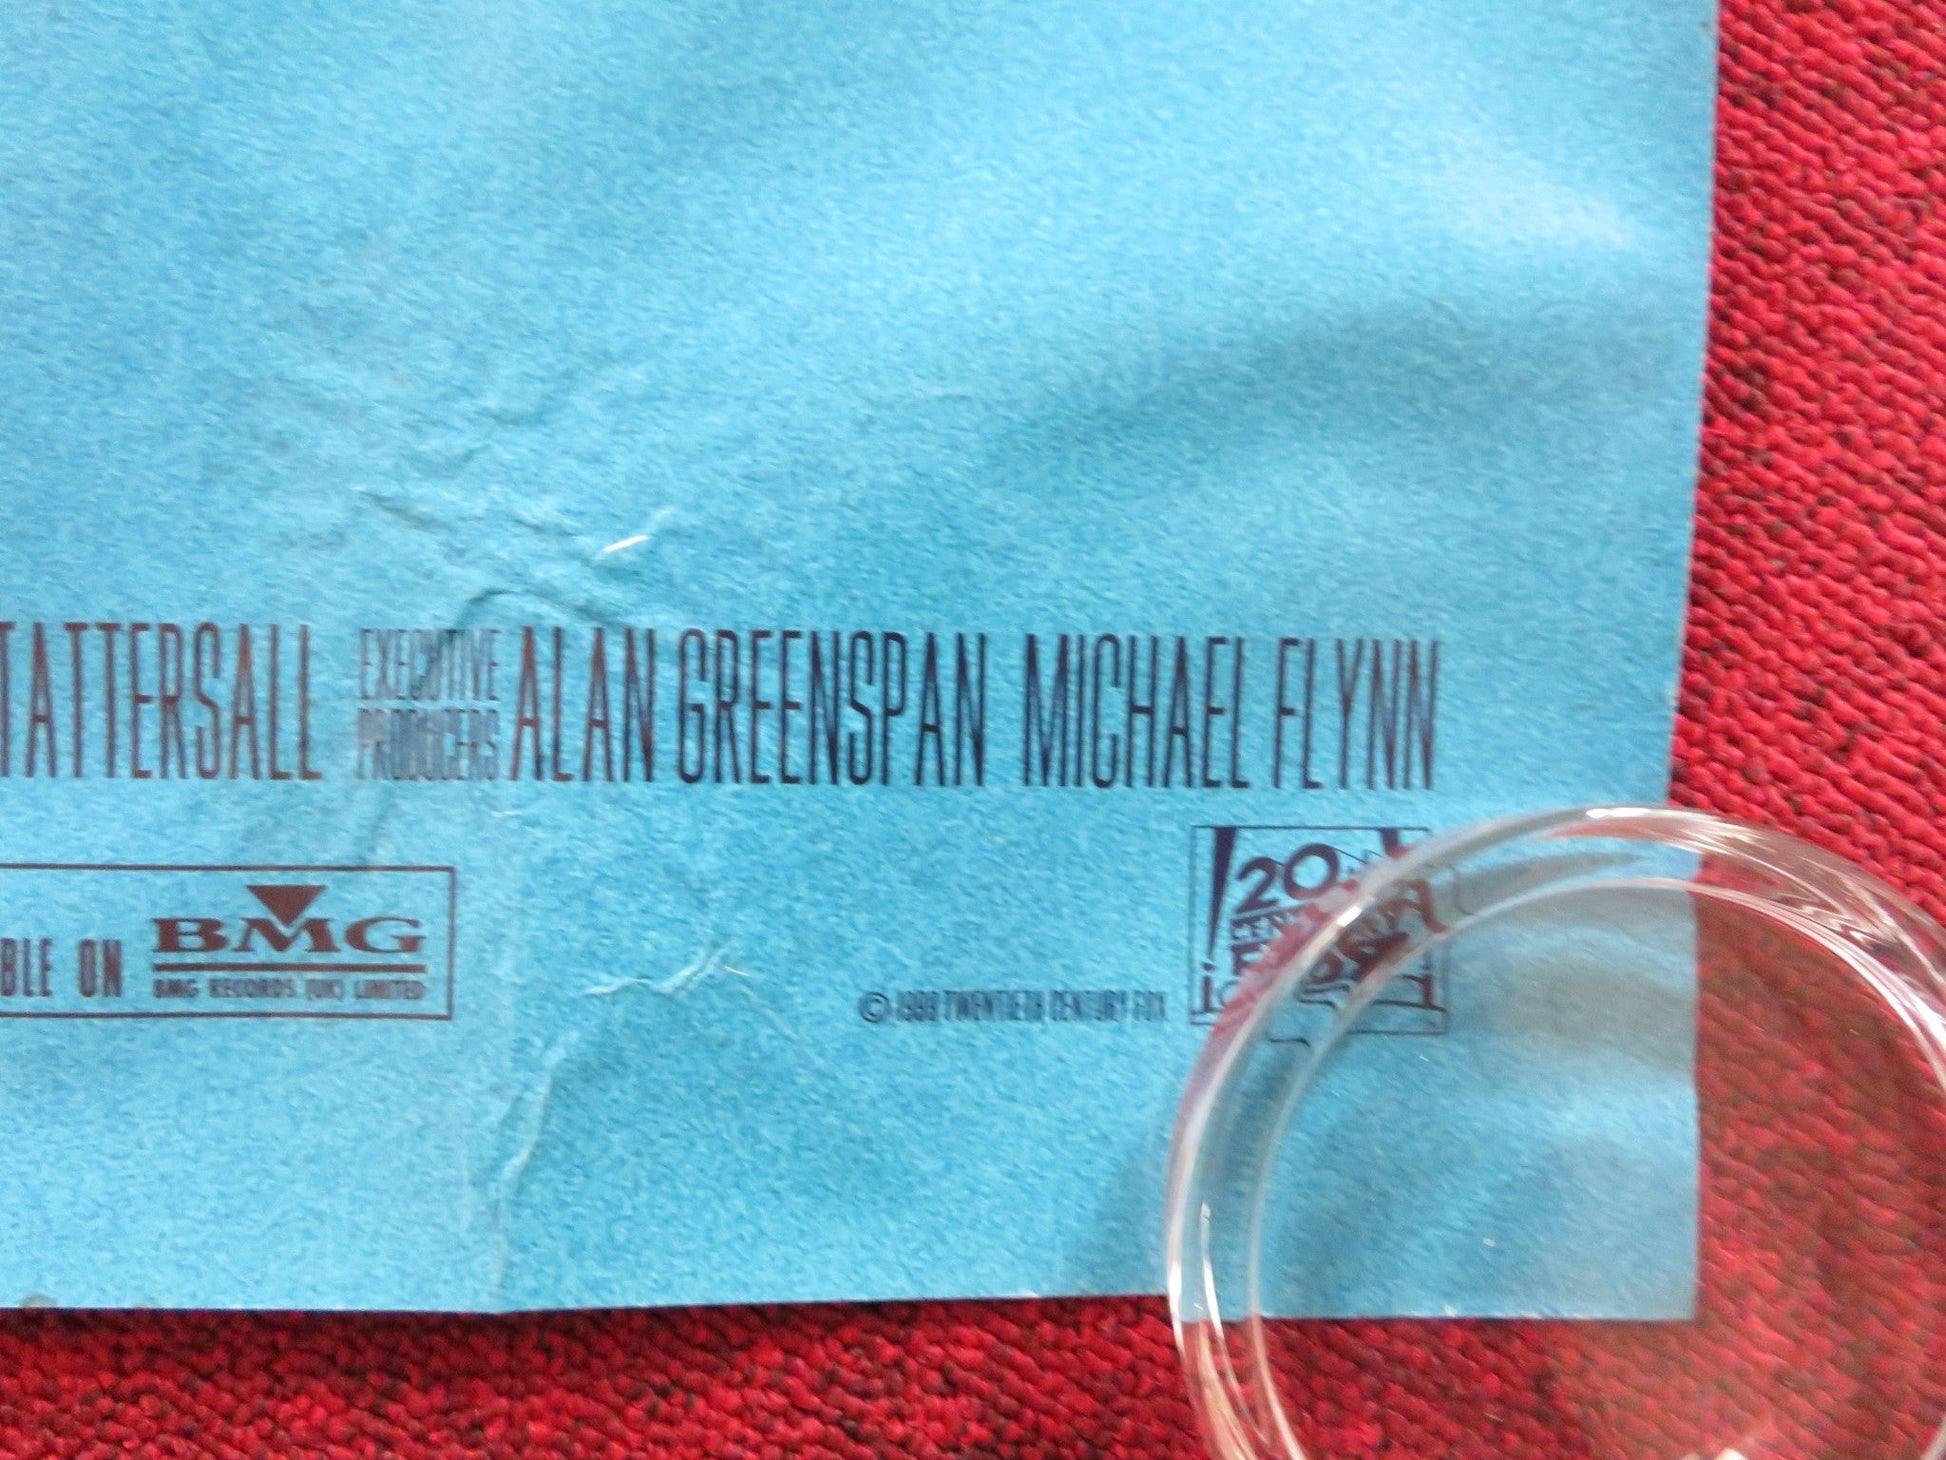 TATTERSALL EXECUTIVE PRODUCERS ALAN GREENSPAN MICHAEL FLYNN
BLE ON BMG
BMG RECORDS (UK) LIMITED
© 1998 TWENTIETH CENTURY FOX
20